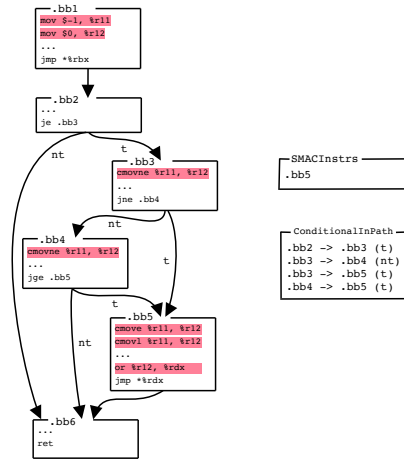 .bb1
mov $-1, %r11
mov $0, %r12
...
jmp *%rbx
.bb2
...
je .bb3
nt
t
.bb3
cmovne %r11, %r12
...
jne .bb4
nt
t
.bb4
cmovne %r11, %r12
...
jge .bb5
t
nt
.bb5
cmove %r11, %r12
cmovl %r11, %r12
...
or %r12, %rdx
jmp *%rdx
.bb6
...
ret
SMACInstrs
.bb5
ConditionalInPath
.bb2 -> .bb3 (t)
.bb3 -> .bb4 (nt)
.bb3 -> .bb5 (t)
.bb4 -> .bb5 (t)